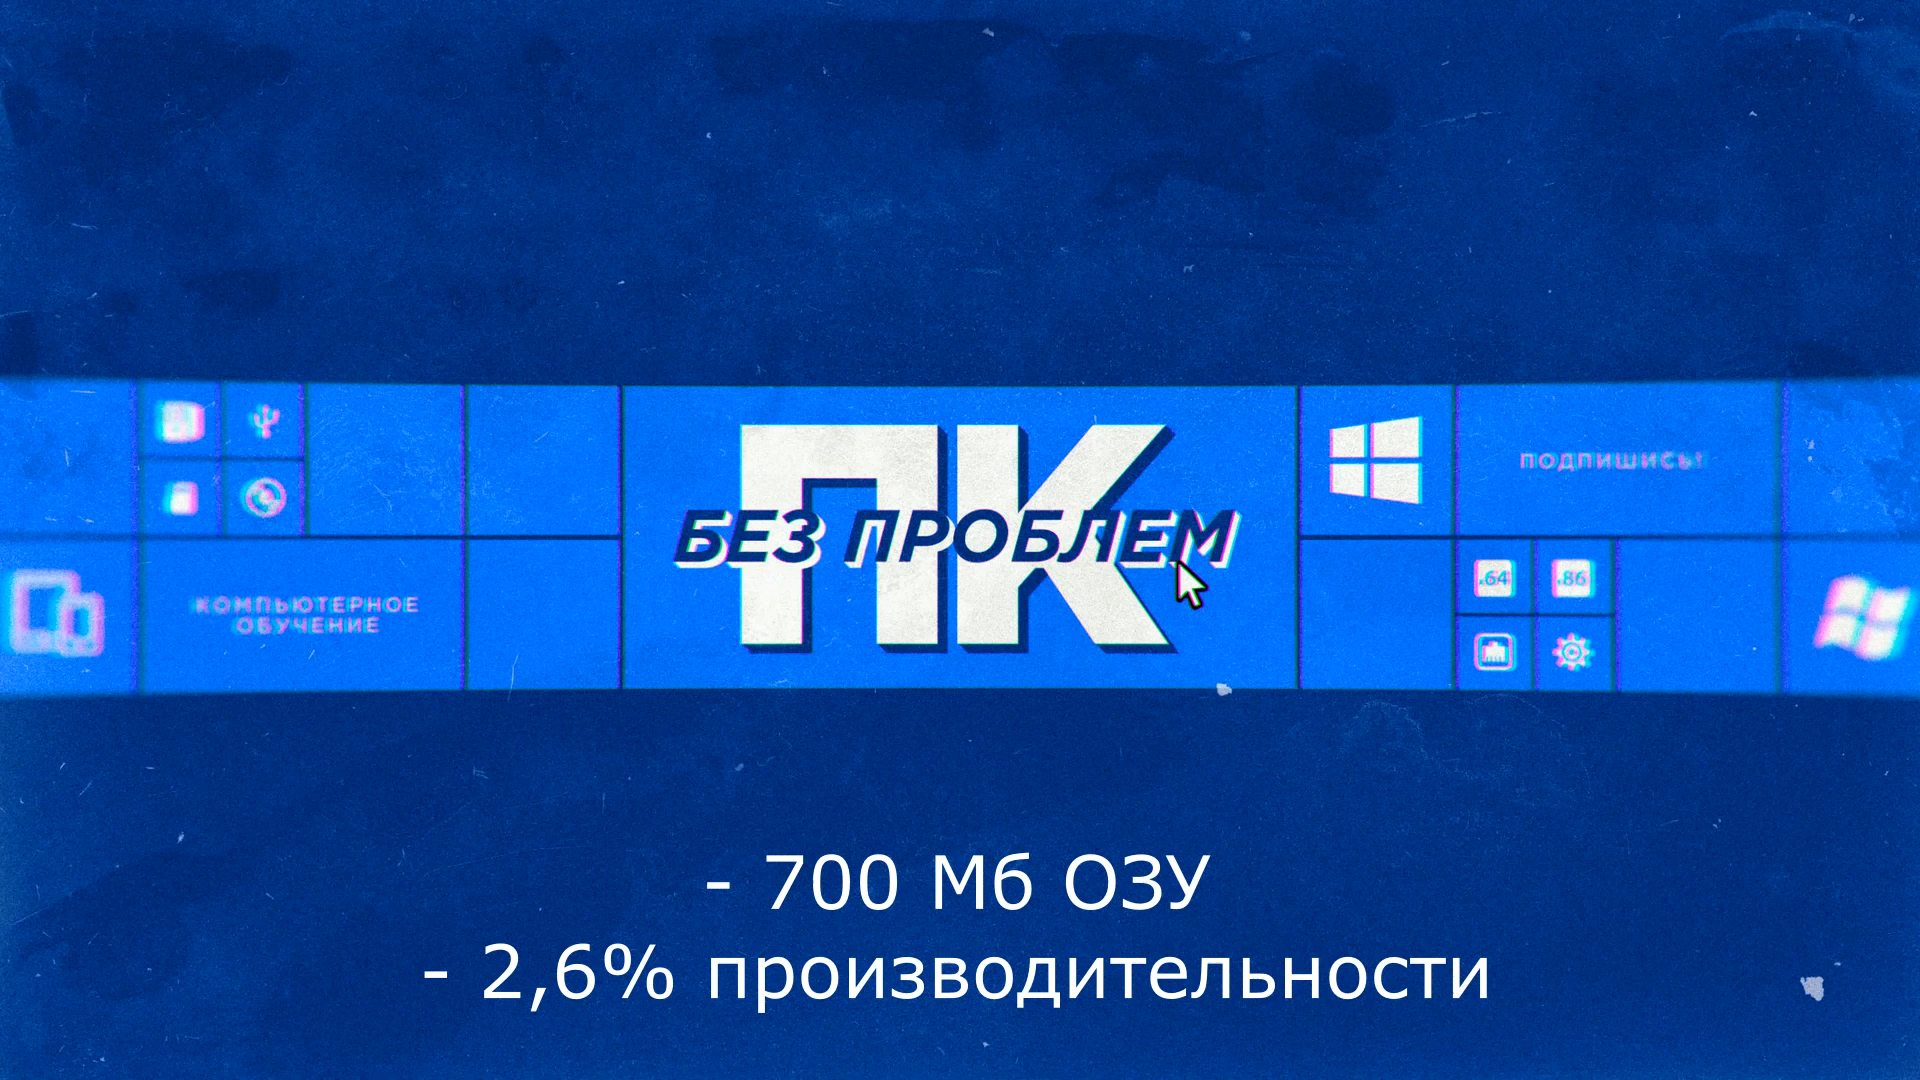 ПК
БЕЗ ПРОБЛЕМ
ПОДПИШИСЬ!
КОМПЬЮТЕРНОЕ
ОБУЧЕНИЕ
.64 .86
- 700 Мб ОЗУ
- 2,6% производительности